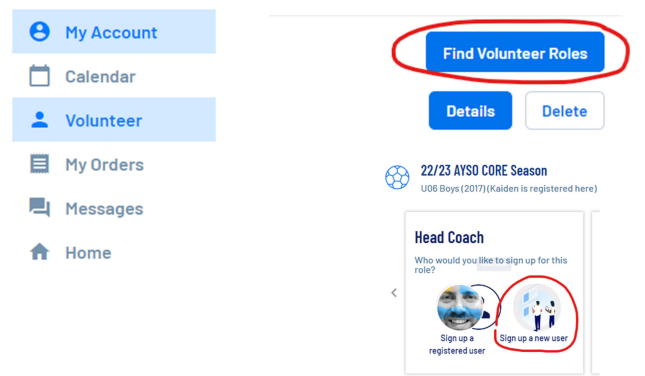 My Account
Calendar
Volunteer
My Orders
Messages
Home
Find Volunteer Roles
Details
Delete
22/23 AYSO CORE Season
U06 Boys (2017) (Kaiden is registered here)
Head Coach
Who would you like to sign up for this
role?
Sign up a
registered user
Sign up a new user